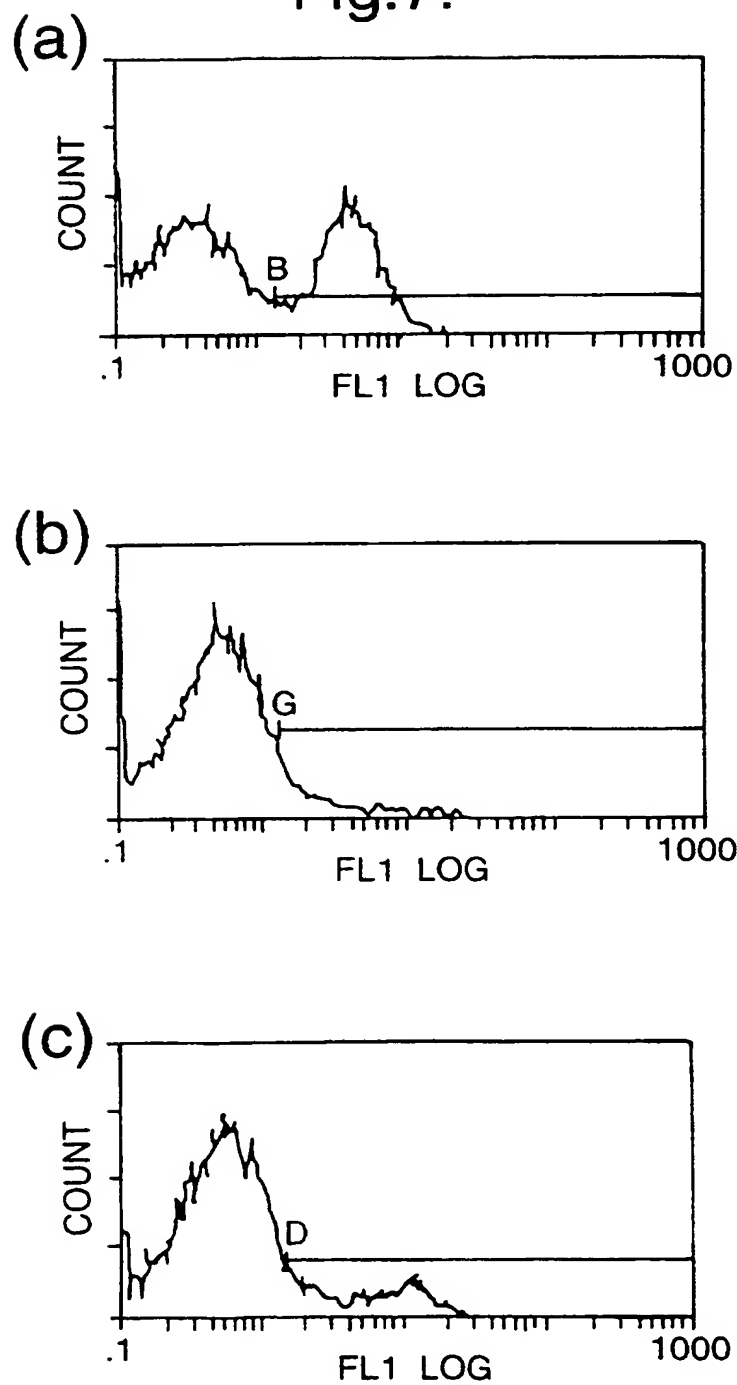 Fig.7.
(a)
COUNT
B
.1 1000
FL1 LOG
(b)
COUNT
G
.1 1000
FL1 LOG
(c)
COUNT
D
.1 1000
FL1 LOG